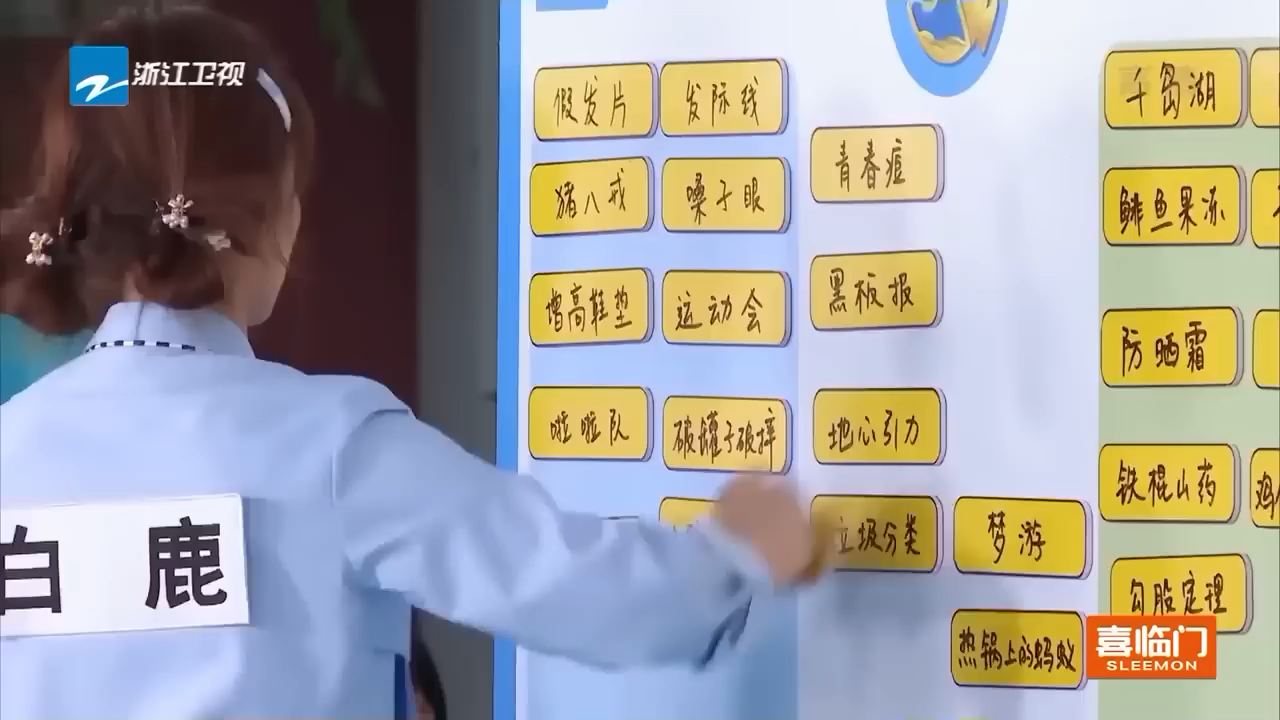 浙江卫视
假发片 发际线
千岛湖
青春痘
猪八戒 嗓子眼
鲱鱼果冻
黑板报
增高鞋垫 运动会
防晒霜
啦啦队 破罐子破摔
地心引力
铁棍山药
垃圾分类 梦游
勾股定理
热锅上的蚂蚁
白鹿
喜临门
SLEEMON